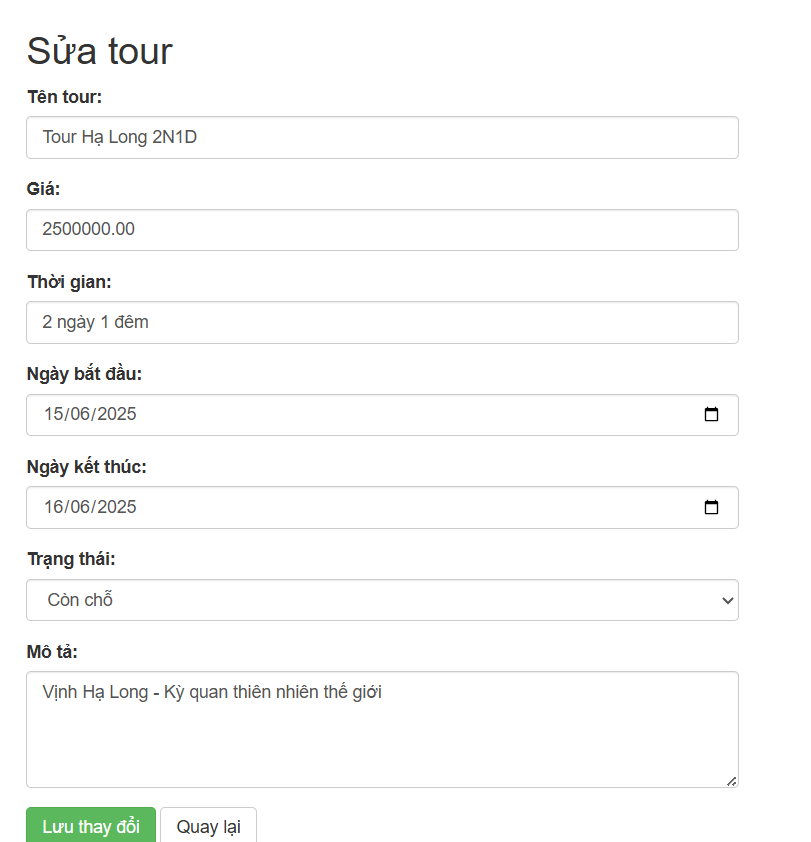 Sửa tour
Tên tour:
Tour Hạ Long 2N1D
Giá:
2500000.00
Thời gian:
2 ngày 1 đêm
Ngày bắt đầu:
15/06/2025
Ngày kết thúc:
16/06/2025
Trạng thái:
Còn chỗ
Mô tả:
Vịnh Hạ Long - Kỳ quan thiên nhiên thế giới
Lưu thay đổi Quay lại